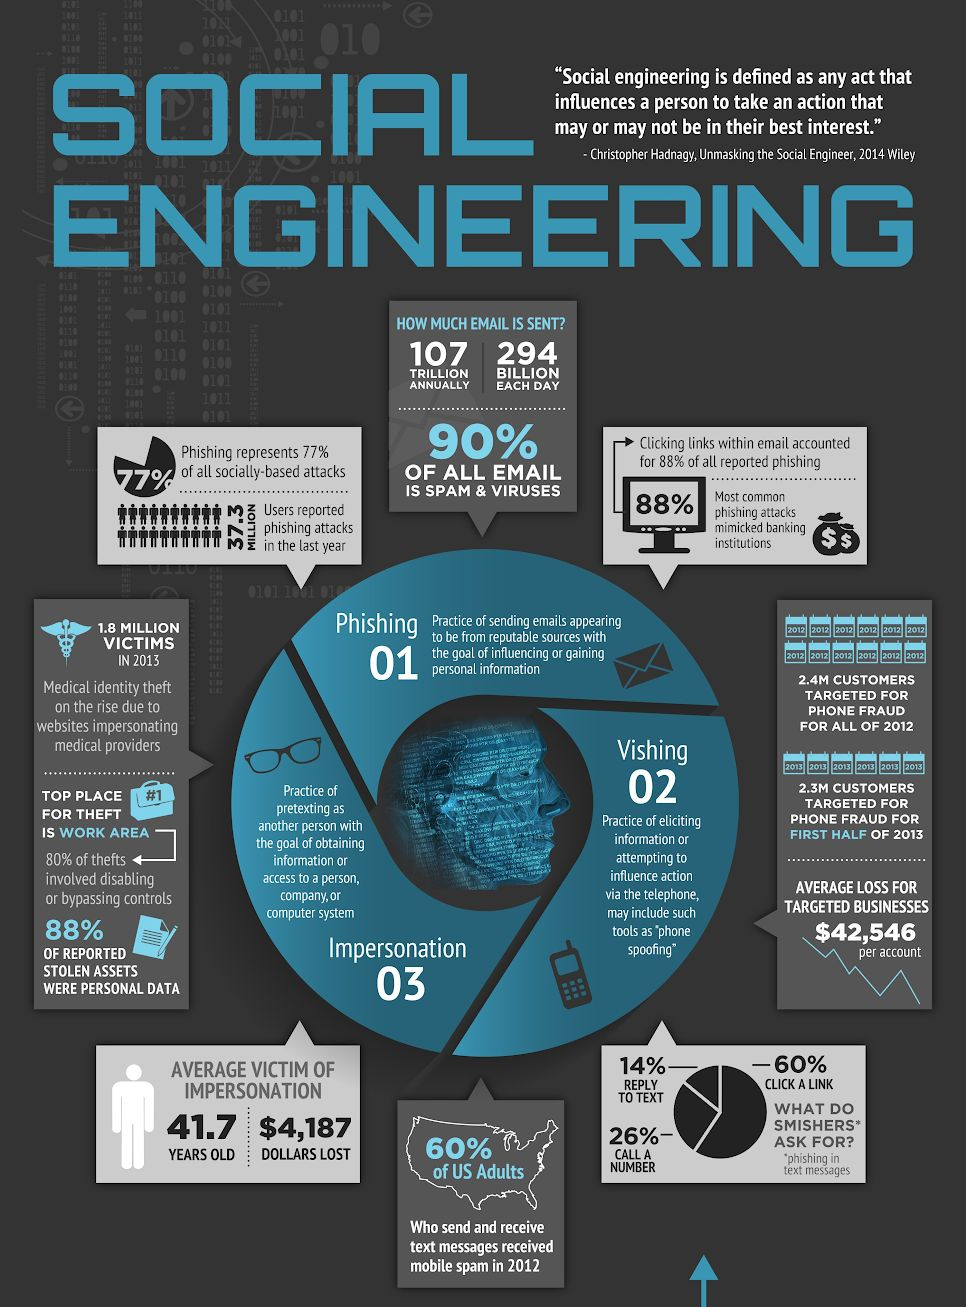 SOCIAL
ENGINEERING
“Social engineering is defined as any act that
influences a person to take an action that
may or may not be in their best interest.”
- Christopher Hadnagy, Unmasking the Social Engineer, 2014 Wiley
HOW MUCH EMAIL IS SENT?
107
TRILLION
ANNUALLY
294
BILLION
EACH DAY
90%
OF ALL EMAIL
IS SPAM & VIRUSES
77%
Phishing represents 77%
of all socially-based attacks
37.3
MILLION
Users reported
phishing attacks
in the last year
Clicking links within email accounted
for 88% of all reported phishing
88%
Most common
phishing attacks
mimicked banking
institutions
$ $
Phishing
01
Practice of sending emails appearing
to be from reputable sources with
the goal of influencing or gaining
personal information
Vishing
02
Practice of eliciting
information or
attempting to
influence action
via the telephone,
may include such
tools as "phone
spoofing"
Practice of
pretexting as
another person with
the goal of obtaining
information or
access to a person,
company, or
computer system
Impersonation
03
1.8 MILLION
VICTIMS
IN 2013
Medical identity theft
on the rise due to
websites impersonating
medical providers
TOP PLACE
FOR THEFT
IS WORK AREA
#1
80% of thefts
involved disabling
or bypassing controls
88%
OF REPORTED
STOLEN ASSETS
WERE PERSONAL DATA
2012 2012 2012 2012 2012 2012
2012 2012 2012 2012 2012 2012
2.4M CUSTOMERS
TARGETED FOR
PHONE FRAUD
FOR ALL OF 2012
2013 2013 2013 2013 2013 2013
2.3M CUSTOMERS
TARGETED FOR
PHONE FRAUD FOR
FIRST HALF OF 2013
AVERAGE LOSS FOR
TARGETED BUSINESSES
$42,546
per account
AVERAGE VICTIM OF
IMPERSONATION
41.7
YEARS OLD
$4,187
DOLLARS LOST
60%
of US Adults
Who send and receive
text messages received
mobile spam in 2012
14%
REPLY
TO TEXT
26%
CALL A
NUMBER
60%
CLICK A LINK
WHAT DO
SMISHERS*
ASK FOR?
*phishing in
text messages